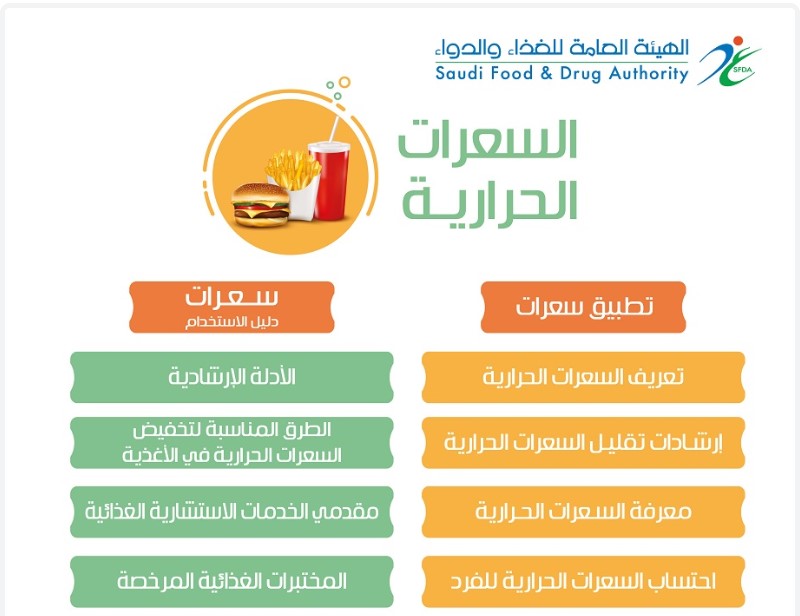 الهيئة العامة للغذاء والدواء
Saudi Food & Drug Authority
SFDA
السعرات
الحرارية
تطبيق سعرات
سعرات
دليل الاستخدام
تعريف السعرات الحرارية
الأدلة الإرشادية
إرشادات تقليل السعرات الحرارية
الطرق المناسبة لتخفيض
السعرات الحرارية في الأغذية
معرفة السعرات الحرارية
مقدمي الخدمات الاستشارية الغذائية
احتساب السعرات الحرارية للفرد
المختبرات الغذائية المرخصة